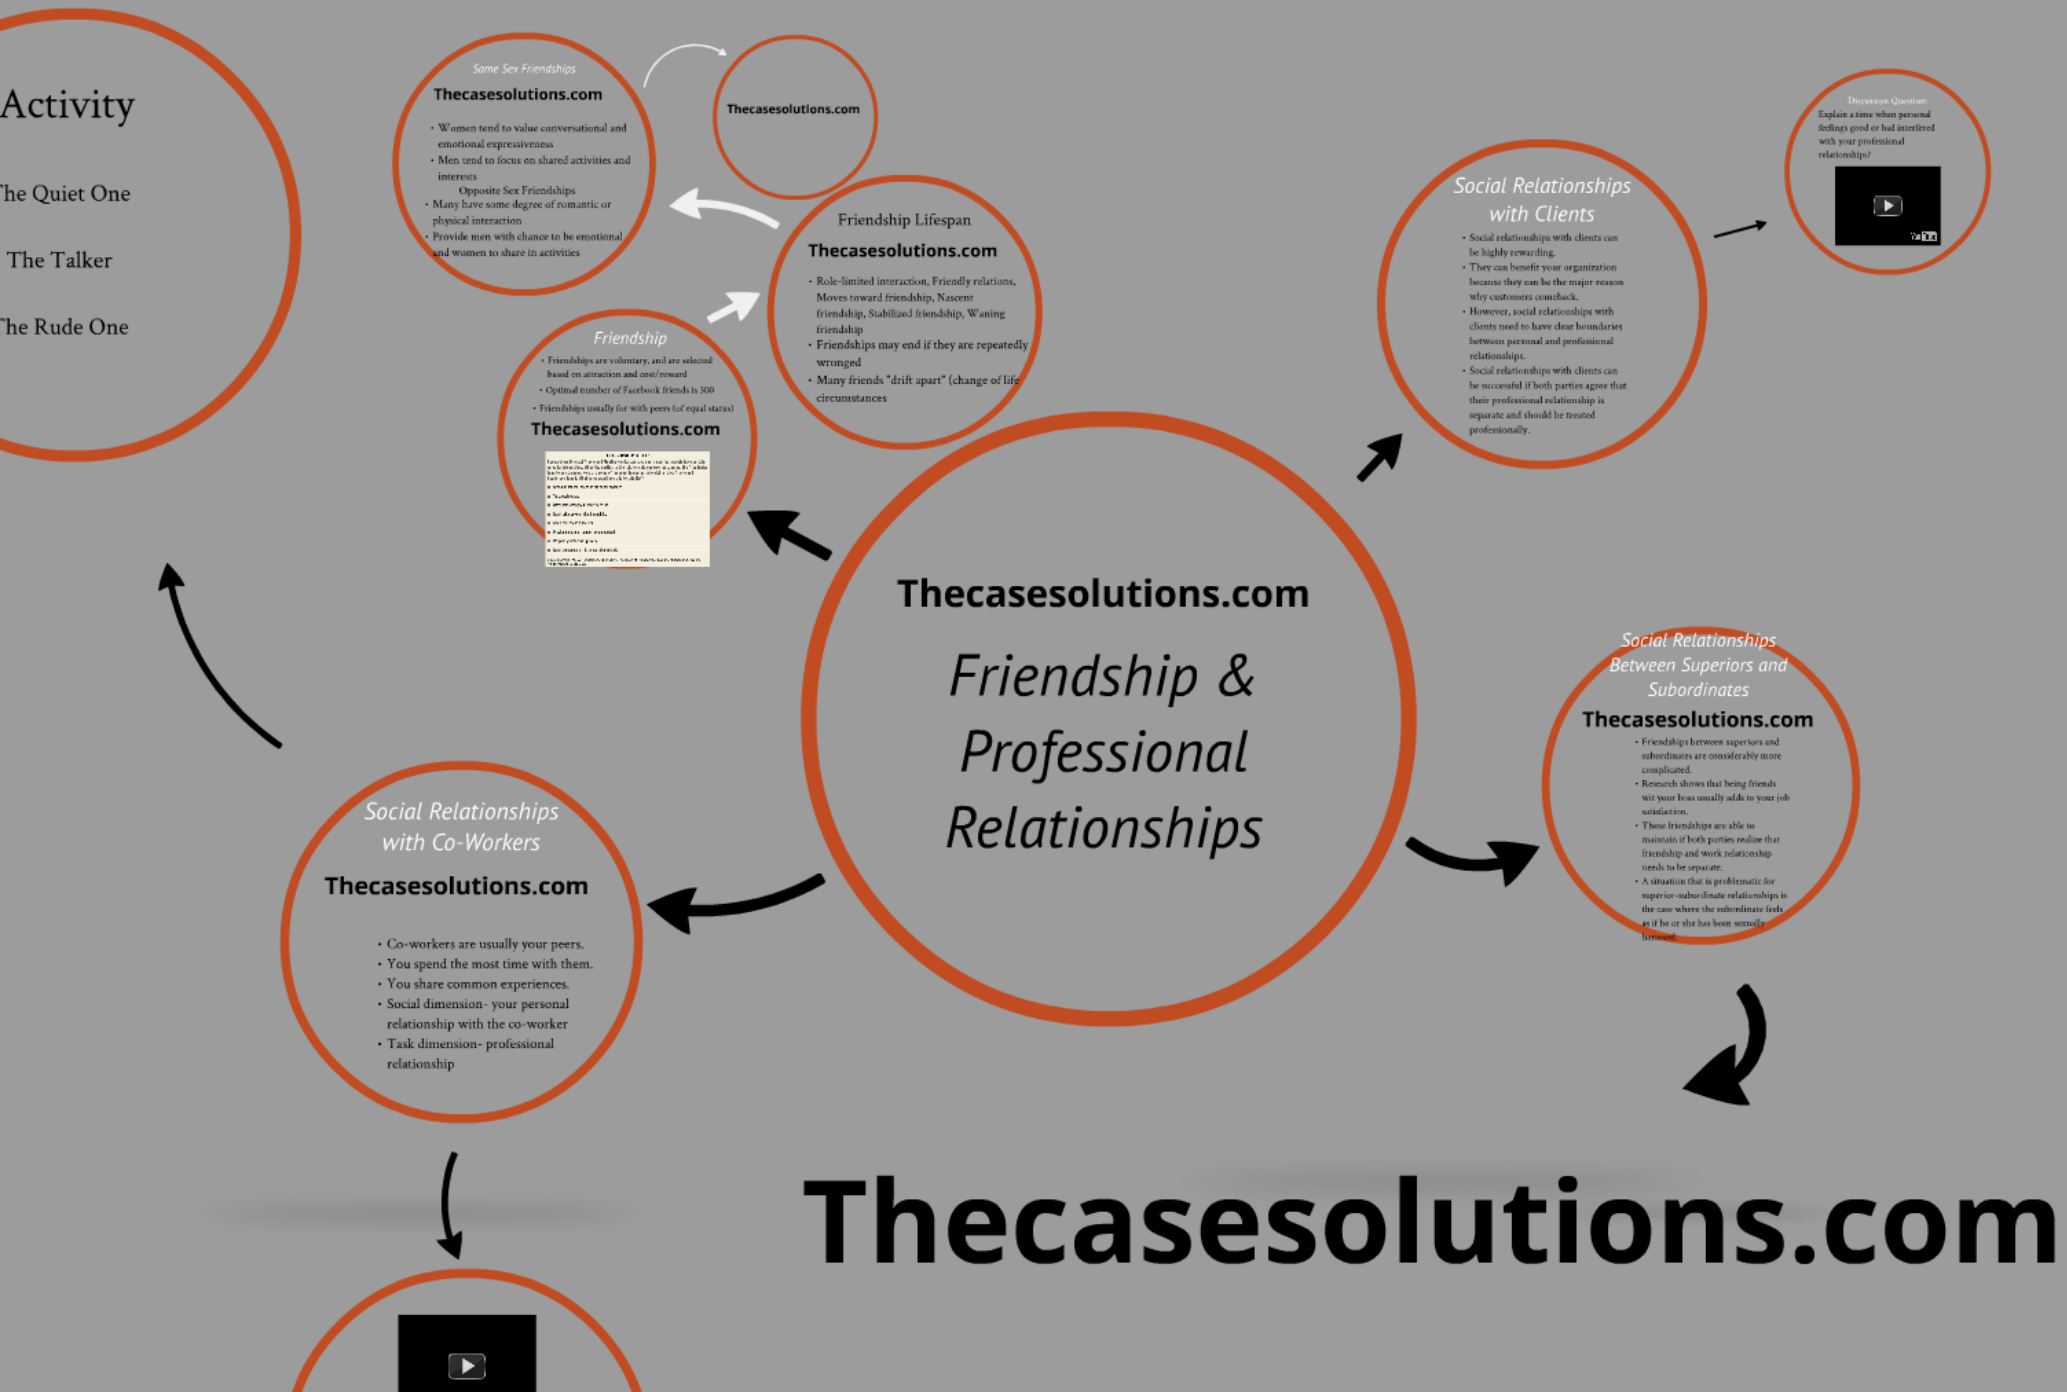 Activity
he Quiet One
The Talker
he Rude One
Same Sex Friendships
Thecasesolutions.com
• Women tend to value conversational and
emotional expressiveness
• Men tend to focus on shared activities and
interests
Opposite Sex Friendships
• Many have some degree of romantic or
physical interaction
• Provide men with chance to be emotional
and women to share in activities
Thecasesolutions.com
Friendship Lifespan
Thecasesolutions.com
• Role-limited interaction, Friendly relations,
Moves toward friendship, Nascent
friendship, Stabilized friendship, Waning
friendship
• Friendships may end if they are repeatedly
wronged
• Many friends "drift apart" (change of life
circumstances
Friendship
• Friendships are voluntary, and are selected
based on attraction and cost/reward
• Optimal number of Facebook friends is 300
• Friendships usually for with peers (of equal status)
Thecasesolutions.com
Social Relationships
with Clients
• Social relationships with clients can
be highly rewarding.
• They can benefit your organization
because they can be the major reason
why customers comeback.
• However, social relationships with
clients need to have clear boundaries
between personal and professional
relationships.
• Social relationships with clients can
be successful if both parties agree that
their professional relationship is
separate and should be treated
professionally.
Discussion Question:
Explain a time when personal
feelings good or bad interfered
with your professional
relationships?
Thecasesolutions.com
Friendship &
Professional
Relationships
Social Relationships
Between Superiors and
Subordinates
Thecasesolutions.com
• Friendships between superiors and
subordinates are considerably more
complicated.
• Research shows that being friends
wit your boss usually adds to your job
satisfaction.
• These friendships are able to
maintain if both parties realize that
friendship and work relationship
needs to be separate.
• A situation that is problematic for
superior-subordinate relationships is
the case where the subordinate feels
as if he or she has been sexually
harassed.
Social Relationships
with Co-Workers
Thecasesolutions.com
• Co-workers are usually your peers.
• You spend the most time with them.
• You share common experiences.
• Social dimension- your personal
relationship with the co-worker
• Task dimension- professional
relationship
Thecasesolutions.com